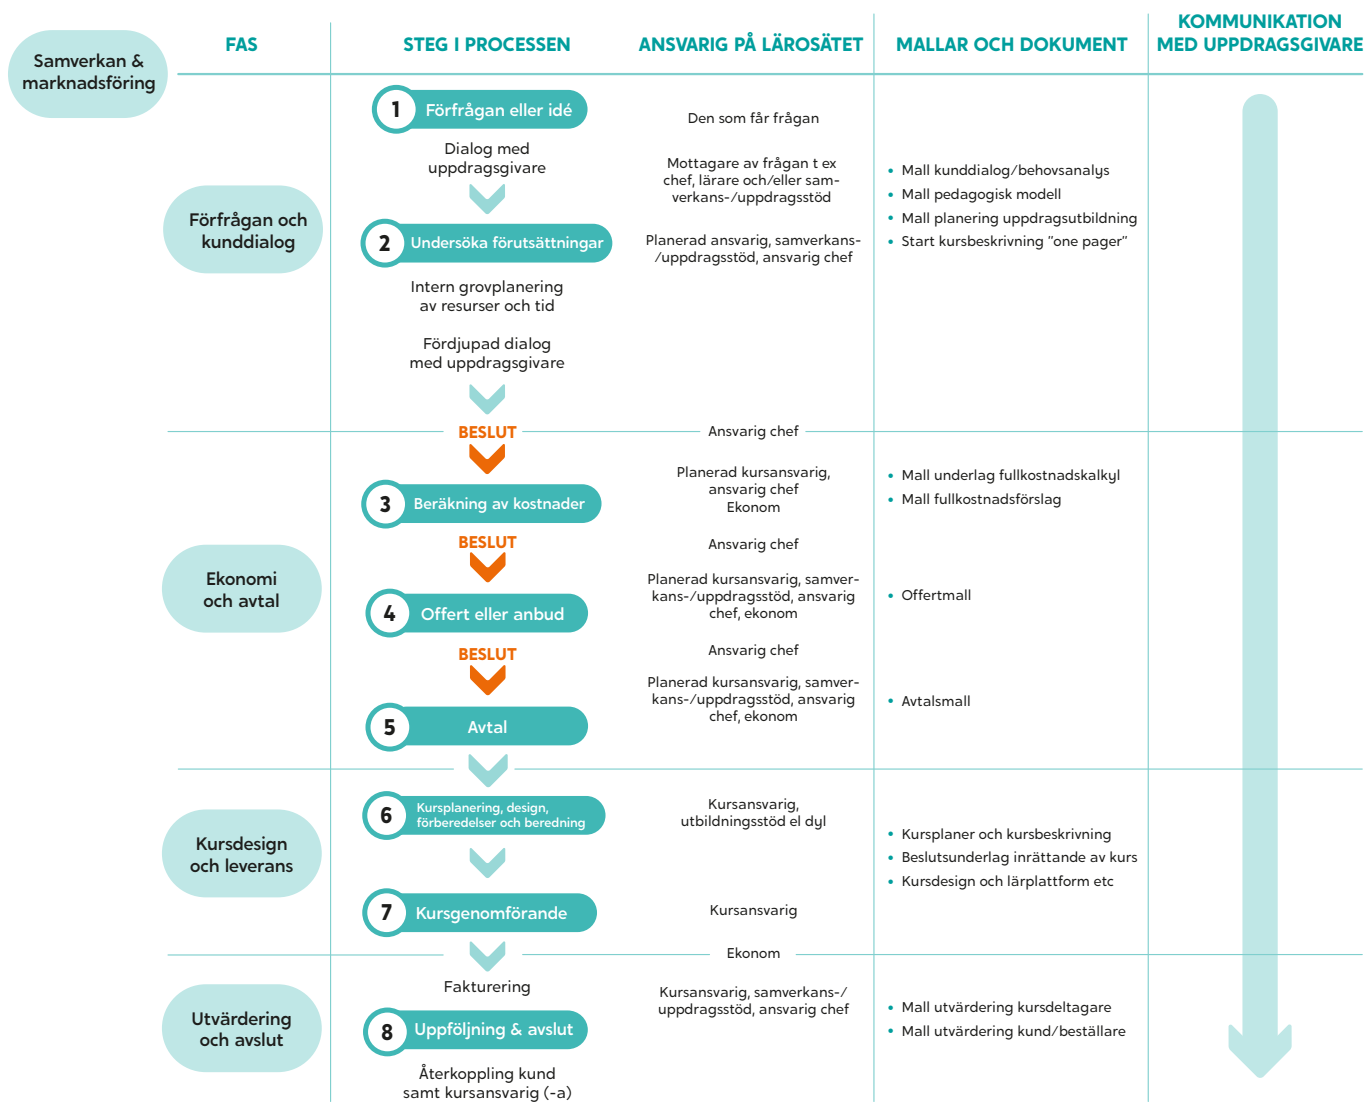 Samverkan &
marknadsföring
FAS
STEG I PROCESSEN
ANSVARIG PÅ LÄROSÄTET
MALLAR OCH DOKUMENT
KOMMUNIKATION
MED UPPDRAGSGIVARE
Förfrågan och
kunddialog
1 Förfrågan eller idé
Den som får frågan
Dialog med
uppdragsgivare
Mottagare av frågan t ex
chef, lärare och/eller sam-
verkans-/uppdragsstöd
• Mall kunddialog/behovsanalys
• Mall pedagogisk modell
• Mall planering uppdragsutbildning
• Start kursbeskrivning ”one pager”
2 Undersöka förutsättningar
Planerad ansvarig, samverkans-
/uppdragsstöd, ansvarig chef
Intern grovplanering
av resurser och tid
Fördjupad dialog
med uppdragsgivare
BESLUT
Ansvarig chef
Ekonomi
och avtal
3 Beräkning av kostnader
Planerad kursansvarig,
ansvarig chef
Ekonom
• Mall underlag fullkostnadskalkyl
• Mall fullkostnadsförslag
BESLUT
Ansvarig chef
4 Offert eller anbud
Planerad kursansvarig, samver-
kans-/uppdragsstöd, ansvarig
chef, ekonom
• Offertmall
BESLUT
Ansvarig chef
5 Avtal
Planerad kursansvarig, samver-
kans-/uppdragsstöd, ansvarig
chef, ekonom
• Avtalsmall
Kursdesign
och leverans
6 Kursplanering, design,
förberedelser och beredning
Kursansvarig,
utbildningsstöd el dyl
• Kursplaner och kursbeskrivning
• Beslutsunderlag inrättande av kurs
• Kursdesign och lärplattform etc
7 Kursgenomförande
Kursansvarig
Ekonom
Utvärdering
och avslut
Fakturering
8 Uppföljning & avslut
Kursansvarig, samverkans-/
uppdragsstöd, ansvarig chef
• Mall utvärdering kursdeltagare
• Mall utvärdering kund/beställare
Återkoppling kund
samt kursansvarig (-a)